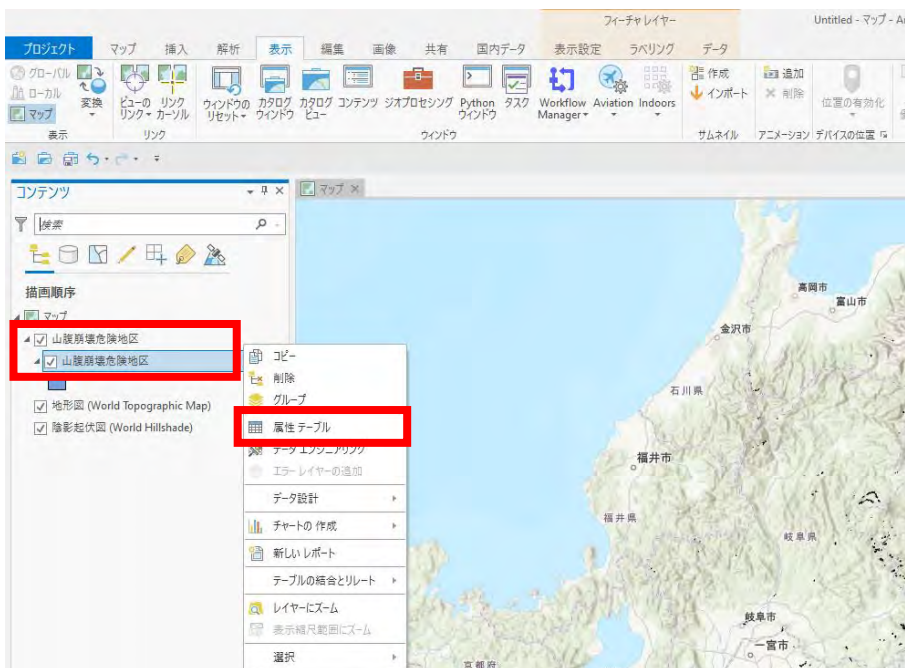 フィーチャ レイヤー
Untitled - マップ - A
プロジェクト マップ 挿入 解析 表示 編集 画像 共有 国内データ 表示設定 ラベリング データ
グローバル
ローカル
マップ
変換
ビューの リンク
リンク カーソル
ウィンドウの
リセット
カタログ
ウィンドウ
カタログ
ビュー
コンテンツ
ジオプロセシング
Python
ウィンドウ
タスク
Workflow
Manager
Aviation
Indoors
作成
インポート
追加
削除
位置の有効化
表示 リンク ウィンドウ サムネイル アニメーション デバイスの位置
コンテンツ
マップ
検索
描画順序
マップ
山腹崩壊危険地区
山腹崩壊危険地区
地形図 (World Topographic Map)
陰影起伏図 (World Hillshade)
コピー
削除
グループ
属性 テーブル
データ エンジニアリング
エラー レイヤーの追加
データ設計
チャートの 作成
新しい レポート
テーブルの結合とリレート
レイヤーにズーム
表示縮尺範囲にズーム
選択
高岡市
富山市
金沢市
石川県
福井市
福井県
岐阜県
岐阜市
一宮市
京都府